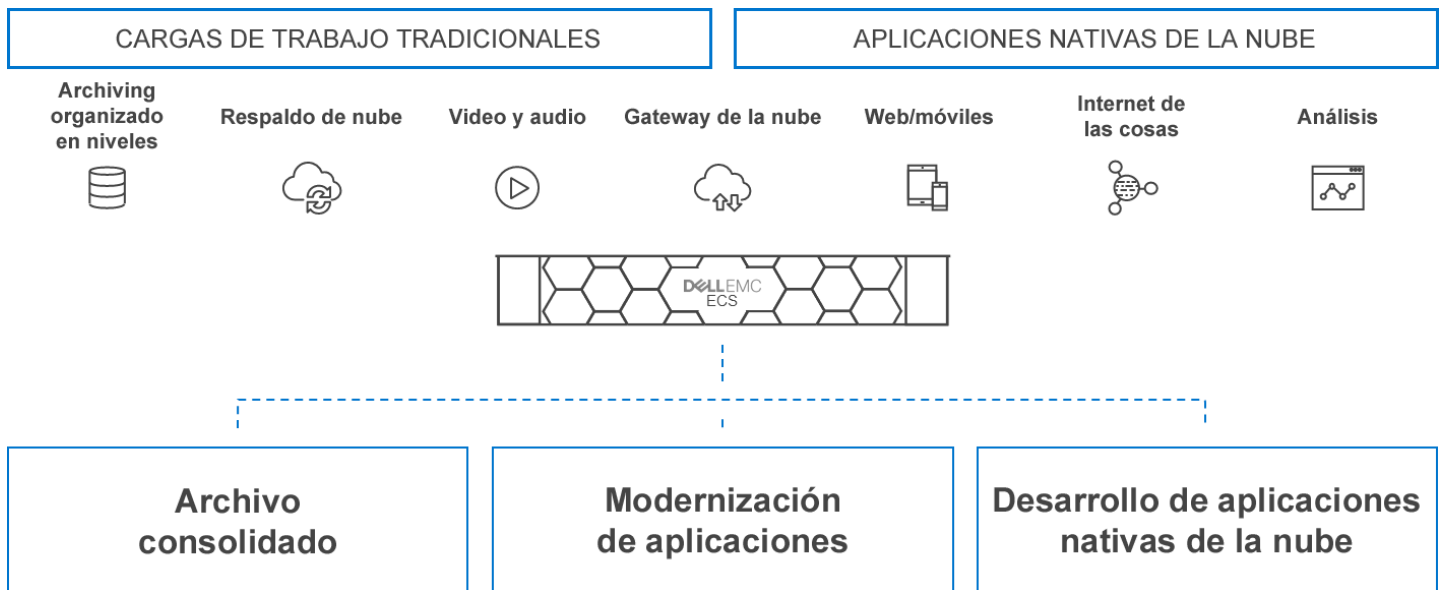 CARGAS DE TRABAJO TRADICIONALES
APLICACIONES NATIVAS DE LA NUBE
Archiving
organizado
en niveles
Respaldo de nube
Video y audio
Gateway de la nube
Web/móviles
Internet de
las cosas
Análisis
DELLEMC
ECS
Archivo
consolidado
Modernización
de aplicaciones
Desarrollo de aplicaciones
nativas de la nube